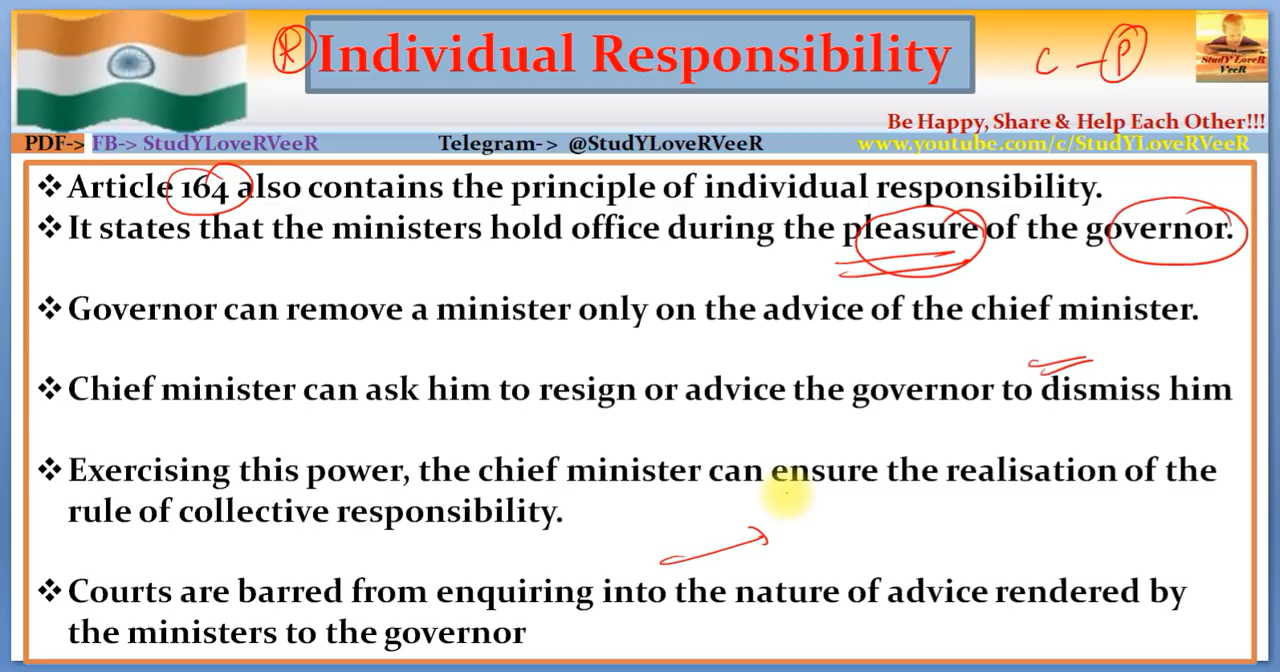 R Individual Responsibility C - P
StudY LoveR
VeeR
Be Happy, Share & Help Each Other!!!
PDF-> FB-> StudYLoveRVeeR Telegram-> @StudYLoveRVeeR www.youtube.com/c/StudYLoveRVeeR
❖ Article 164 also contains the principle of individual responsibility.
❖ It states that the ministers hold office during the pleasure of the governor.
❖ Governor can remove a minister only on the advice of the chief minister.
❖ Chief minister can ask him to resign or advice the governor to dismiss him
❖ Exercising this power, the chief minister can ensure the realisation of the
rule of collective responsibility.
❖ Courts are barred from enquiring into the nature of advice rendered by
the ministers to the governor